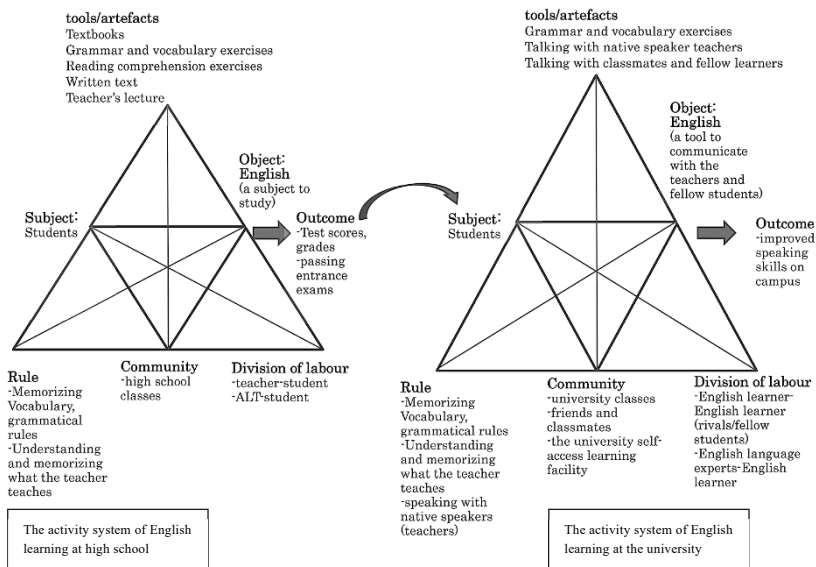 tools/artefacts
Textbooks
Grammar and vocabulary exercises
Reading comprehension exercises
Written text
Teacher's lecture
Object:
English
(a subject to
study)
Subject:
Students
Outcome
-Test scores,
grades
-passing
entrance
exams
Rule
-Memorizing
Vocabulary,
grammatical
rules
-Understanding
and memorizing
what the teacher
teaches
Community
-high school
classes
Division of labour
-teacher-student
-ALT-student
The activity system of English
learning at high school
tools/artefacts
Grammar and vocabulary exercises
Talking with native speaker teachers
Talking with classmates and fellow learners
Object:
English
(a tool to
communicate
with the
teachers and
fellow students)
Subject:
Students
Outcome
-improved
speaking
skills on
campus
Rule
-Memorizing
Vocabulary,
grammatical rules
-Understanding
and memorizing
what the teacher
teaches
-speaking with
native speakers
(teachers)
Community
-university classes
-friends and
classmates
-the university self-
access learning
facility
Division of labour
-English learner-
English learner
(rivals/fellow
students)
-English language
experts-English
learner
The activity system of English
learning at the university